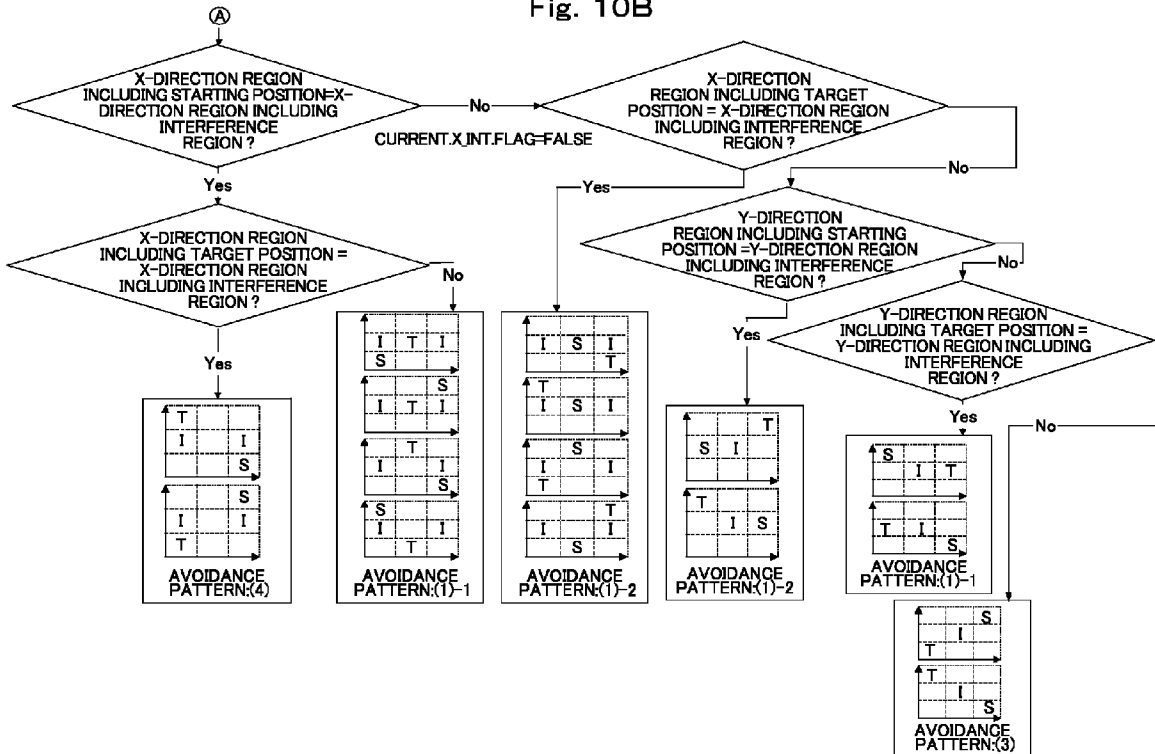 Fig. 10B
A
X-DIRECTION REGION
INCLUDING STARTING POSITION=X-
DIRECTION REGION INCLUDING
INTERFERENCE
REGION ?
No
CURRENT.X_INT.FLAG=FALSE
X-DIRECTION
REGION INCLUDING TARGET
POSITION = X-DIRECTION REGION
INCLUDING INTERFERENCE
REGION ?
Yes
Yes
No
X-DIRECTION REGION
INCLUDING TARGET POSITION =
X-DIRECTION REGION
INCLUDING INTERFERENCE
REGION ?
No
Y-DIRECTION
REGION INCLUDING STARTING
POSITION =Y-DIRECTION REGION
INCLUDING INTERFERENCE
REGION ?
No
Yes
Yes
Y-DIRECTION REGION
INCLUDING TARGET POSITION =
Y-DIRECTION REGION INCLUDING
INTERFERENCE
REGION ?
Yes
No
T
I I
S
S
I I
T
AVOIDANCE
PATTERN:(4)
I T I
S
S
I T I
T
I I
S
S
I I
T
AVOIDANCE
PATTERN:(1)-1
I S I
T
T
I S I
S
I I
T
T
I I
S
AVOIDANCE
PATTERN:(1)-2
T
S I
T
I S
AVOIDANCE
PATTERN:(1)-2
S
I T
T I
S
AVOIDANCE
PATTERN:(1)-1
S
I
T
T
I
S
AVOIDANCE
PATTERN:(3)